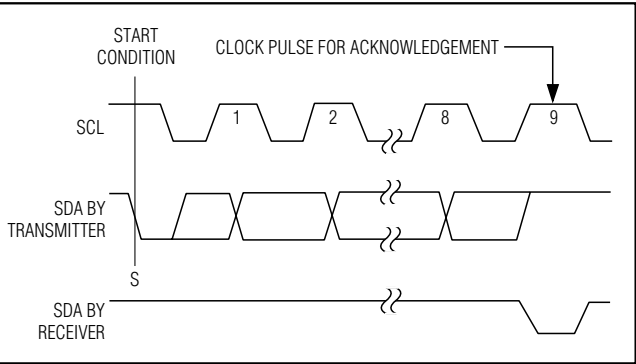 START
CONDITION
CLOCK PULSE FOR ACKNOWLEDGEMENT
SCL
1
2
8
9
SDA BY
TRANSMITTER
S
SDA BY
RECEIVER